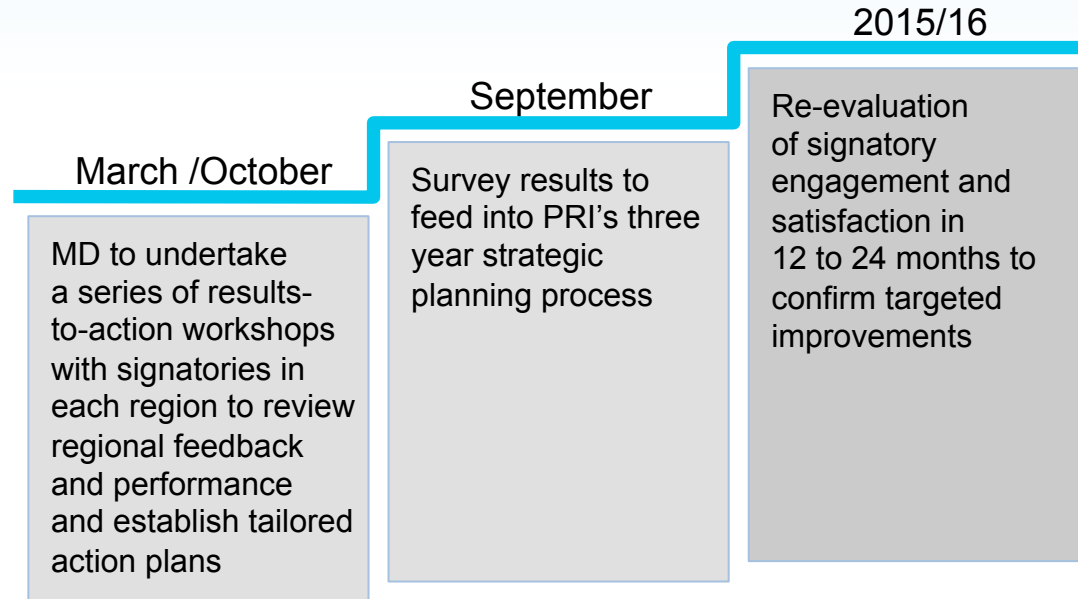 March /October
MD to undertake
a series of results-
to-action workshops
with signatories in
each region to review
regional feedback
and performance
and establish tailored
action plans
September
Survey results to
feed into PRI’s three
year strategic
planning process
2015/16
Re-evaluation
of signatory
engagement and
satisfaction in
12 to 24 months to
confirm targeted
improvements